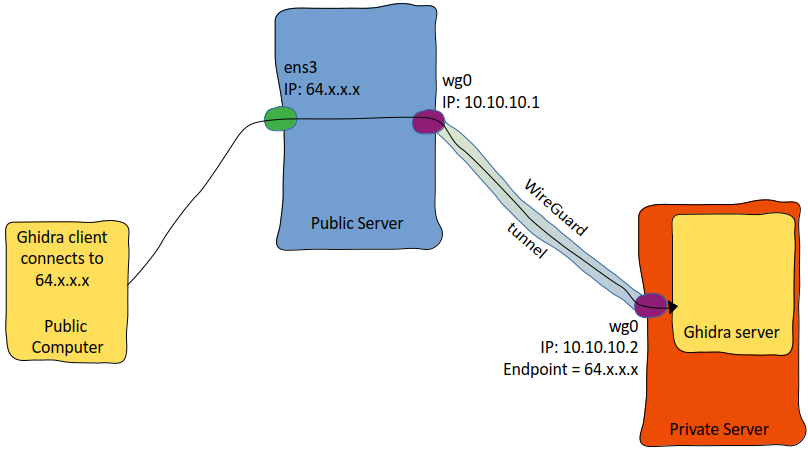 ens3
IP: 64.x.x.x
wg0
IP: 10.10.10.1
Public Server
WireGuard
tunnel
Ghidra client
connects to
64.x.x.x
Public
Computer
wg0
IP: 10.10.10.2
Endpoint = 64.x.x.x
Ghidra server
Private Server